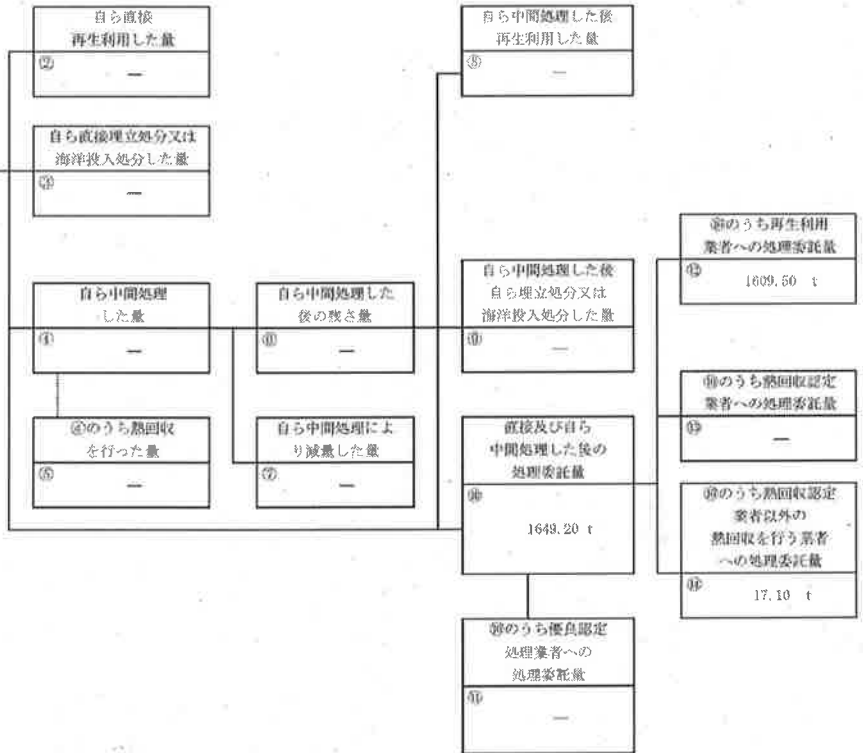 自ら直接
再生利用した量
②
—
自ら中間処理した後
再生利用した量
⑧
—
自ら直接埋立処分又は
海洋投入処分した量
③
—
⑩のうち再生利用
業者への処理委託量
⑫
1609.50 t
自ら中間処理
した量
④
—
自ら中間処理した
後の残さ量
⑥
—
自ら中間処理した後
自ら埋立処分又は
海洋投入処分した量
⑨
—
⑩のうち熱回収認定
業者への処理委託量
⑬
—
④のうち熱回収
を行った量
⑤
—
自ら中間処理によ
り減量した量
⑦
—
直接及び自ら
中間処理した後の
処理委託量
⑩
1649.20 t
⑩のうち熱回収認定
業者以外の
熱回収を行う業者
への処理委託量
⑭
17.10 t
⑩のうち優良認定
処理業者への
処理委託量
⑪
—